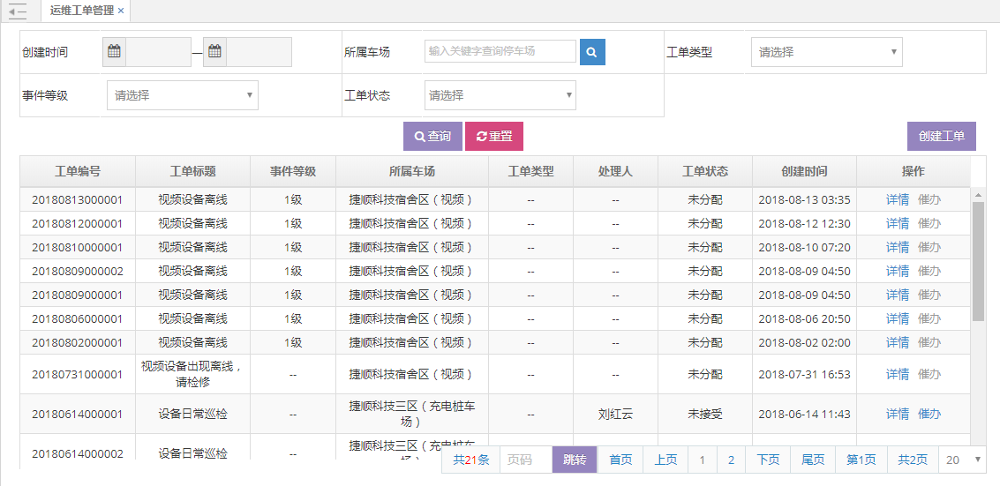 运维工单管理 ×
创建时间 — 所属车场 输入关键字查询停车场 工单类型 请选择
事件等级 请选择 工单状态 请选择
查询 重置 创建工单
工单编号 工单标题 事件等级 所属车场 工单类型 处理人 工单状态 创建时间 操作
20180813000001 视频设备离线 1级 捷顺科技宿舍区（视频） -- -- 未分配 2018-08-13 03:35 详情 催办
20180812000001 视频设备离线 1级 捷顺科技宿舍区（视频） -- -- 未分配 2018-08-12 12:30 详情 催办
20180810000001 视频设备离线 1级 捷顺科技宿舍区（视频） -- -- 未分配 2018-08-10 07:20 详情 催办
20180809000002 视频设备离线 1级 捷顺科技宿舍区（视频） -- -- 未分配 2018-08-09 04:50 详情 催办
20180809000001 视频设备离线 1级 捷顺科技宿舍区（视频） -- -- 未分配 2018-08-09 04:50 详情 催办
20180806000001 视频设备离线 1级 捷顺科技宿舍区（视频） -- -- 未分配 2018-08-06 20:50 详情 催办
20180802000001 视频设备离线 1级 捷顺科技宿舍区（视频） -- -- 未分配 2018-08-02 02:00 详情 催办
20180731000001 视频设备出现离线，
请检修 -- 捷顺科技宿舍区（视频） -- -- 未分配 2018-07-31 16:53 详情 催办
20180614000001 设备日常巡检 -- 捷顺科技三区（充电桩车
场） -- 刘红云 未接受 2018-06-14 11:43 详情 催办
20180614000002 设备日常巡检 -- 捷顺科技三区（充电桩车
共21条 页码 跳转 首页 上页 1 2 下页 尾页 第1页 共2页 20